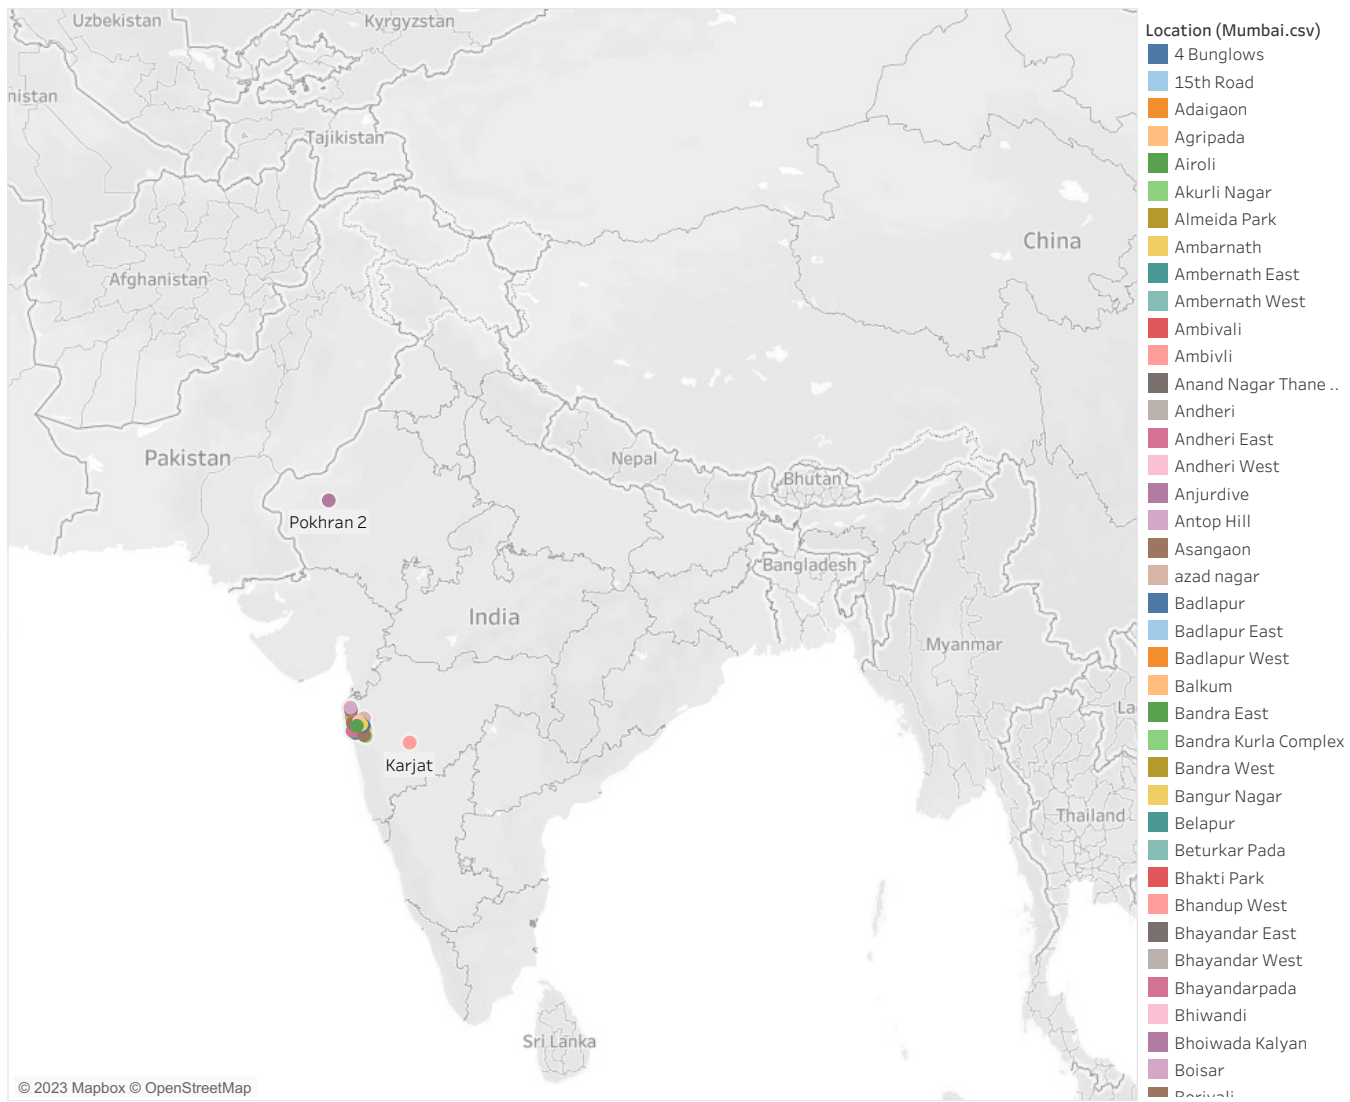 Uzbekistan
Kyrgyzstan
nistan
Tajikistan
China
Afghanistan
Pakistan
Nepal
Bhutan
Pokhran 2
Bangladesh
India
Myanmar
La
Karjat
Thailand
Sri Lanka
© 2023 Mapbox © OpenStreetMap
Location (Mumbai.csv)
4 Bunglows
15th Road
Adaigaon
Agripada
Airoli
Akurli Nagar
Almeida Park
Ambarnath
Ambernath East
Ambernath West
Ambivali
Ambivli
Anand Nagar Thane ..
Andheri
Andheri East
Andheri West
Anjurdive
Antop Hill
Asangaon
azad nagar
Badlapur
Badlapur East
Badlapur West
Balkum
Bandra East
Bandra Kurla Complex
Bandra West
Bangur Nagar
Belapur
Beturkar Pada
Bhakti Park
Bhandup West
Bhayandar East
Bhayandar West
Bhayandarpada
Bhiwandi
Bhoiwada Kalyan
Boisar
Borivali